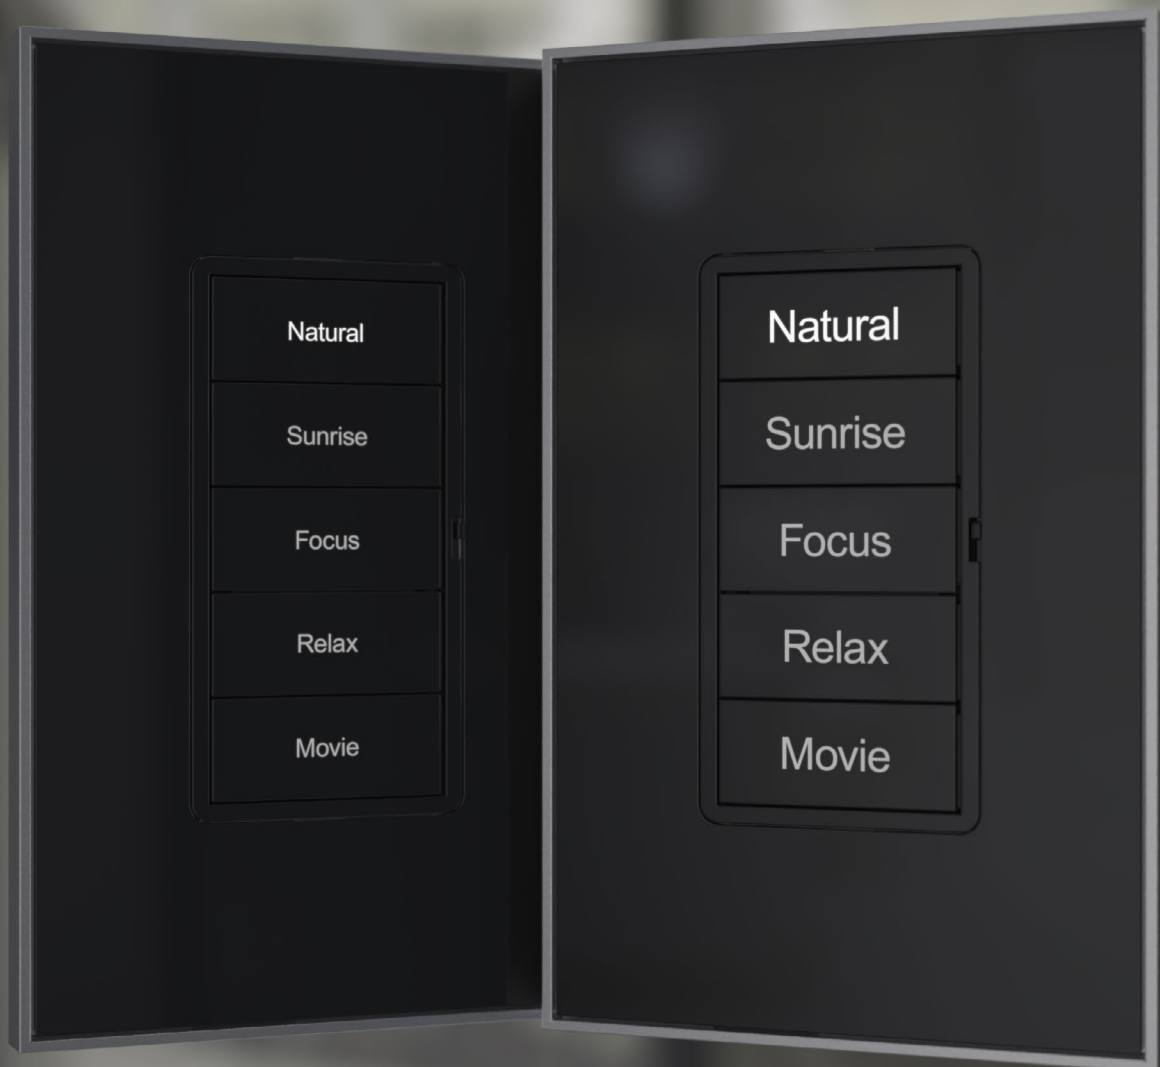 Natural
Sunrise
Focus
Relax
Movie
Natural
Sunrise
Focus
Relax
Movie